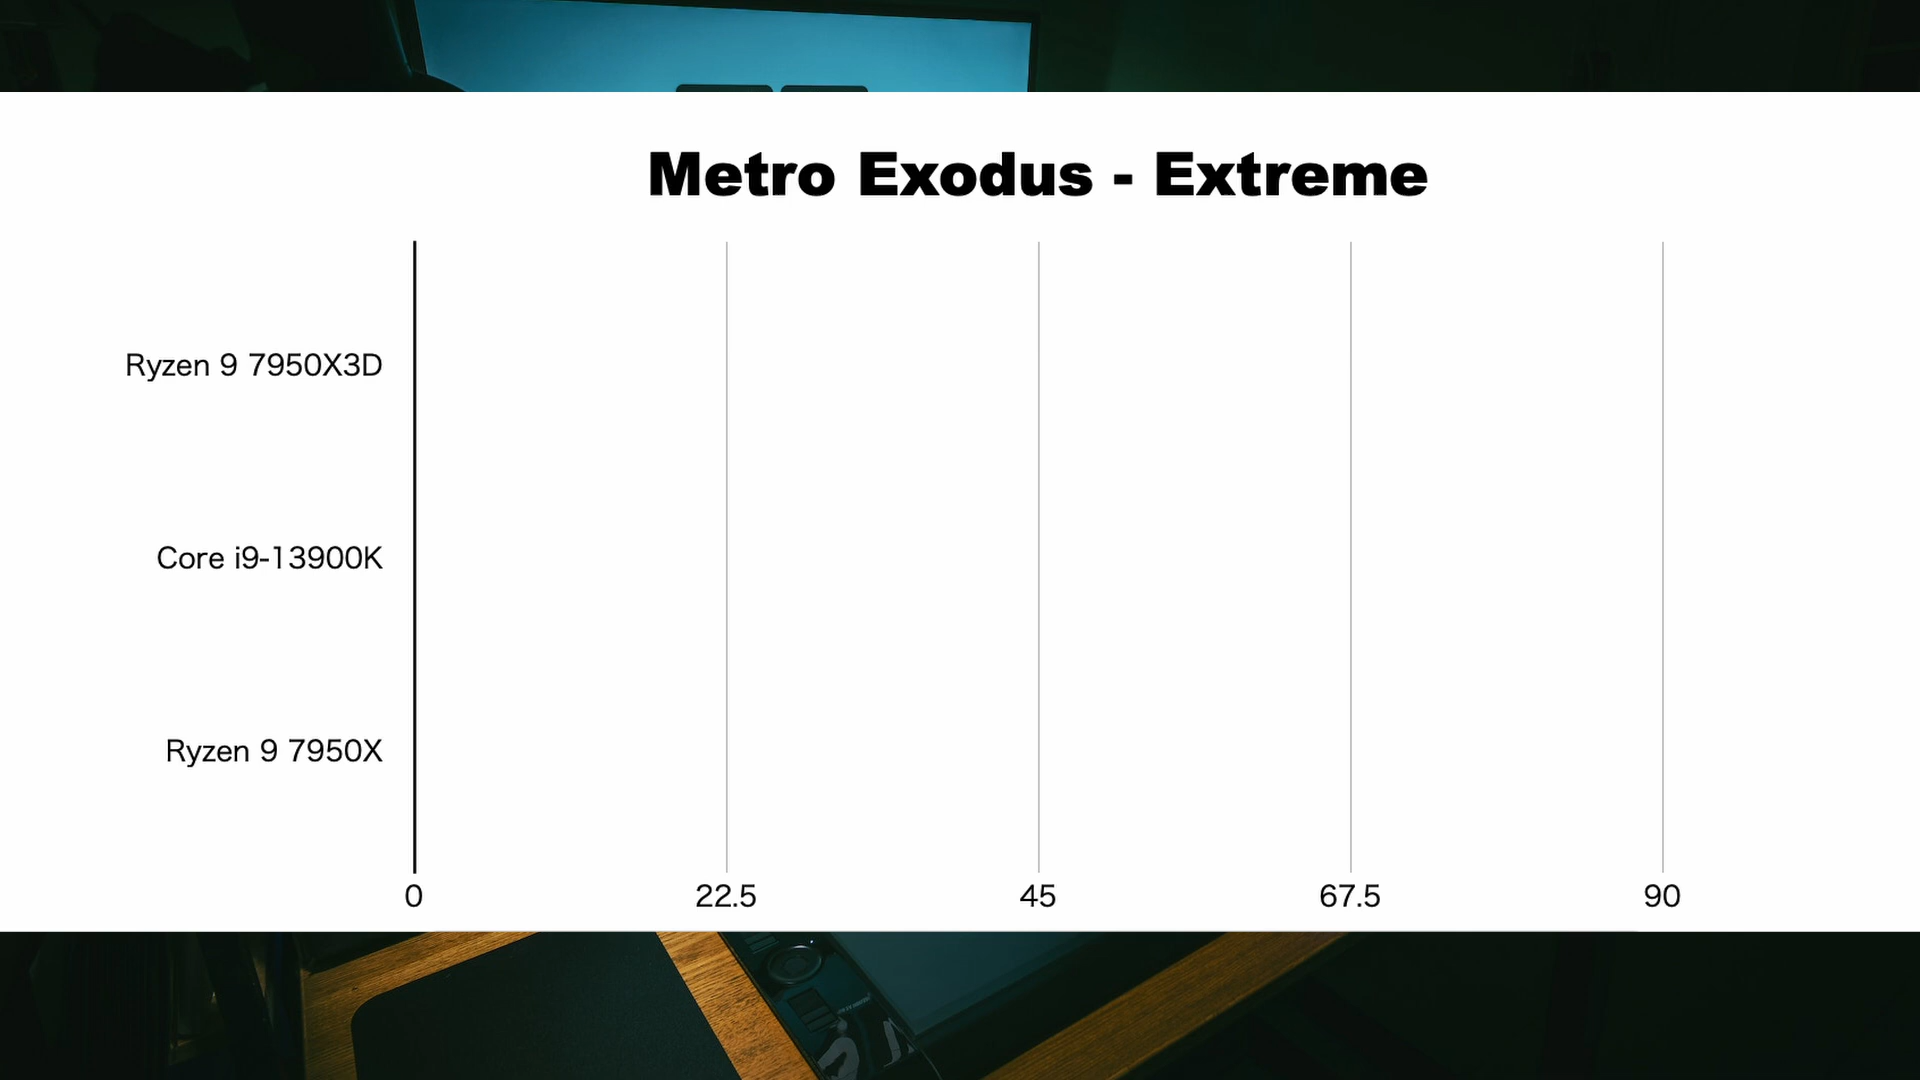 Metro Exodus - Extreme
Ryzen 9 7950X3D
Core i9-13900K
Ryzen 9 7950X
0 22.5 45 67.5 90